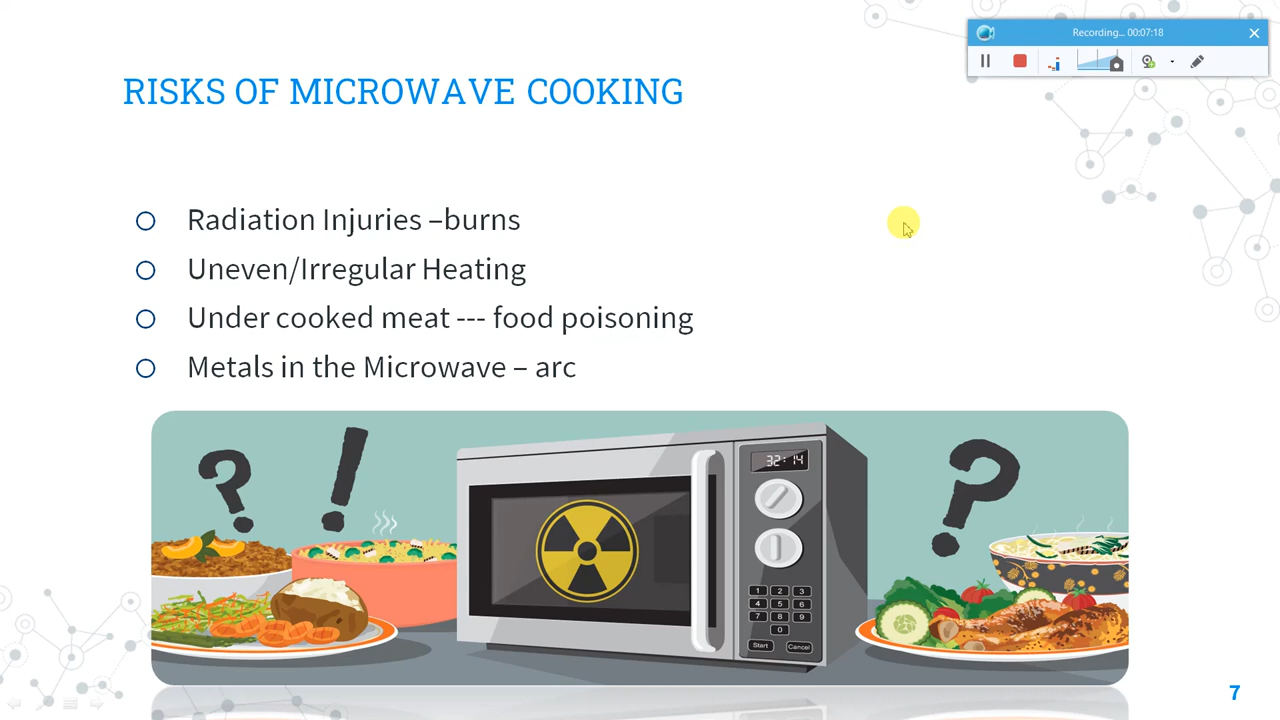 Recording... 00:07:18
RISKS OF MICROWAVE COOKING
Radiation Injuries –burns
Uneven/Irregular Heating
Under cooked meat --- food poisoning
Metals in the Microwave – arc
? ! ?
32:14
1 2 3
4 5 6
7 8 9
0
Start Cancel
7